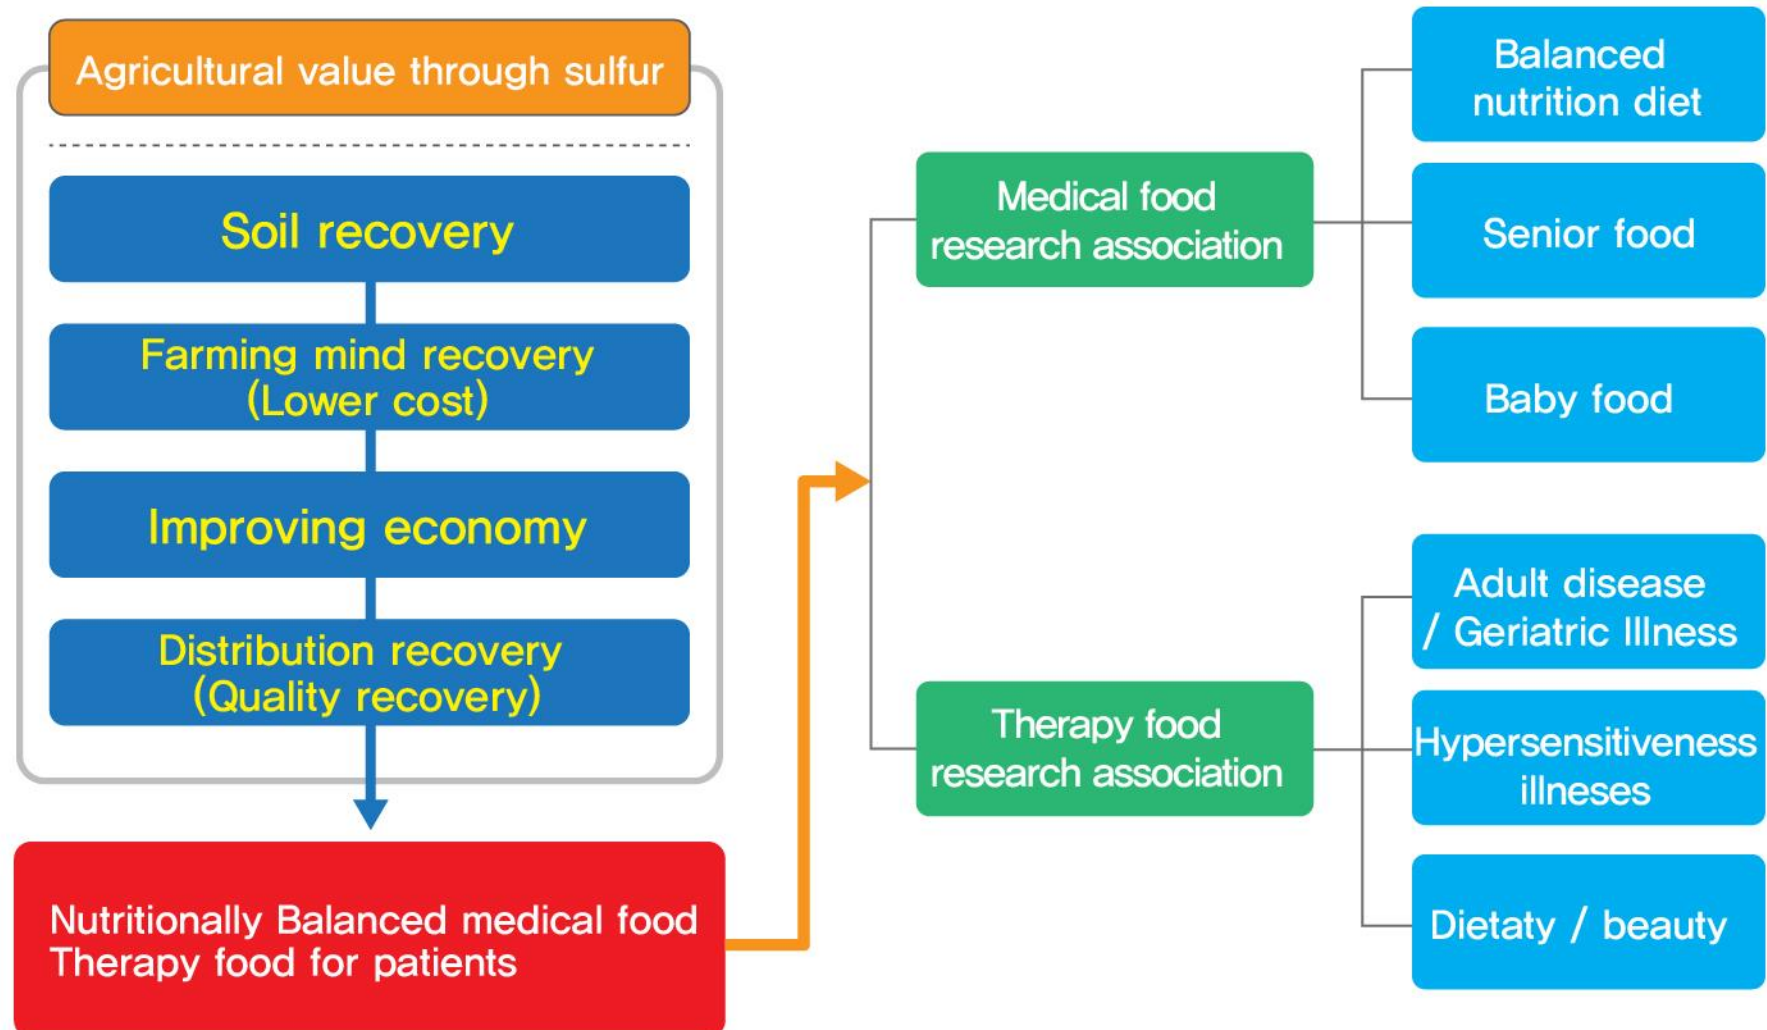 Agricultural value through sulfur
Soil recovery
Farming mind recovery
(Lower cost)
Improving economy
Distribution recovery
(Quality recovery)
Nutritionally Balanced medical food
Therapy food for patients
Medical food
research association
Balanced
nutrition diet
Senior food
Baby food
Therapy food
research association
Adult disease
/ Geriatric Illness
Hypersensitiveness
illneses
Dietaty / beauty